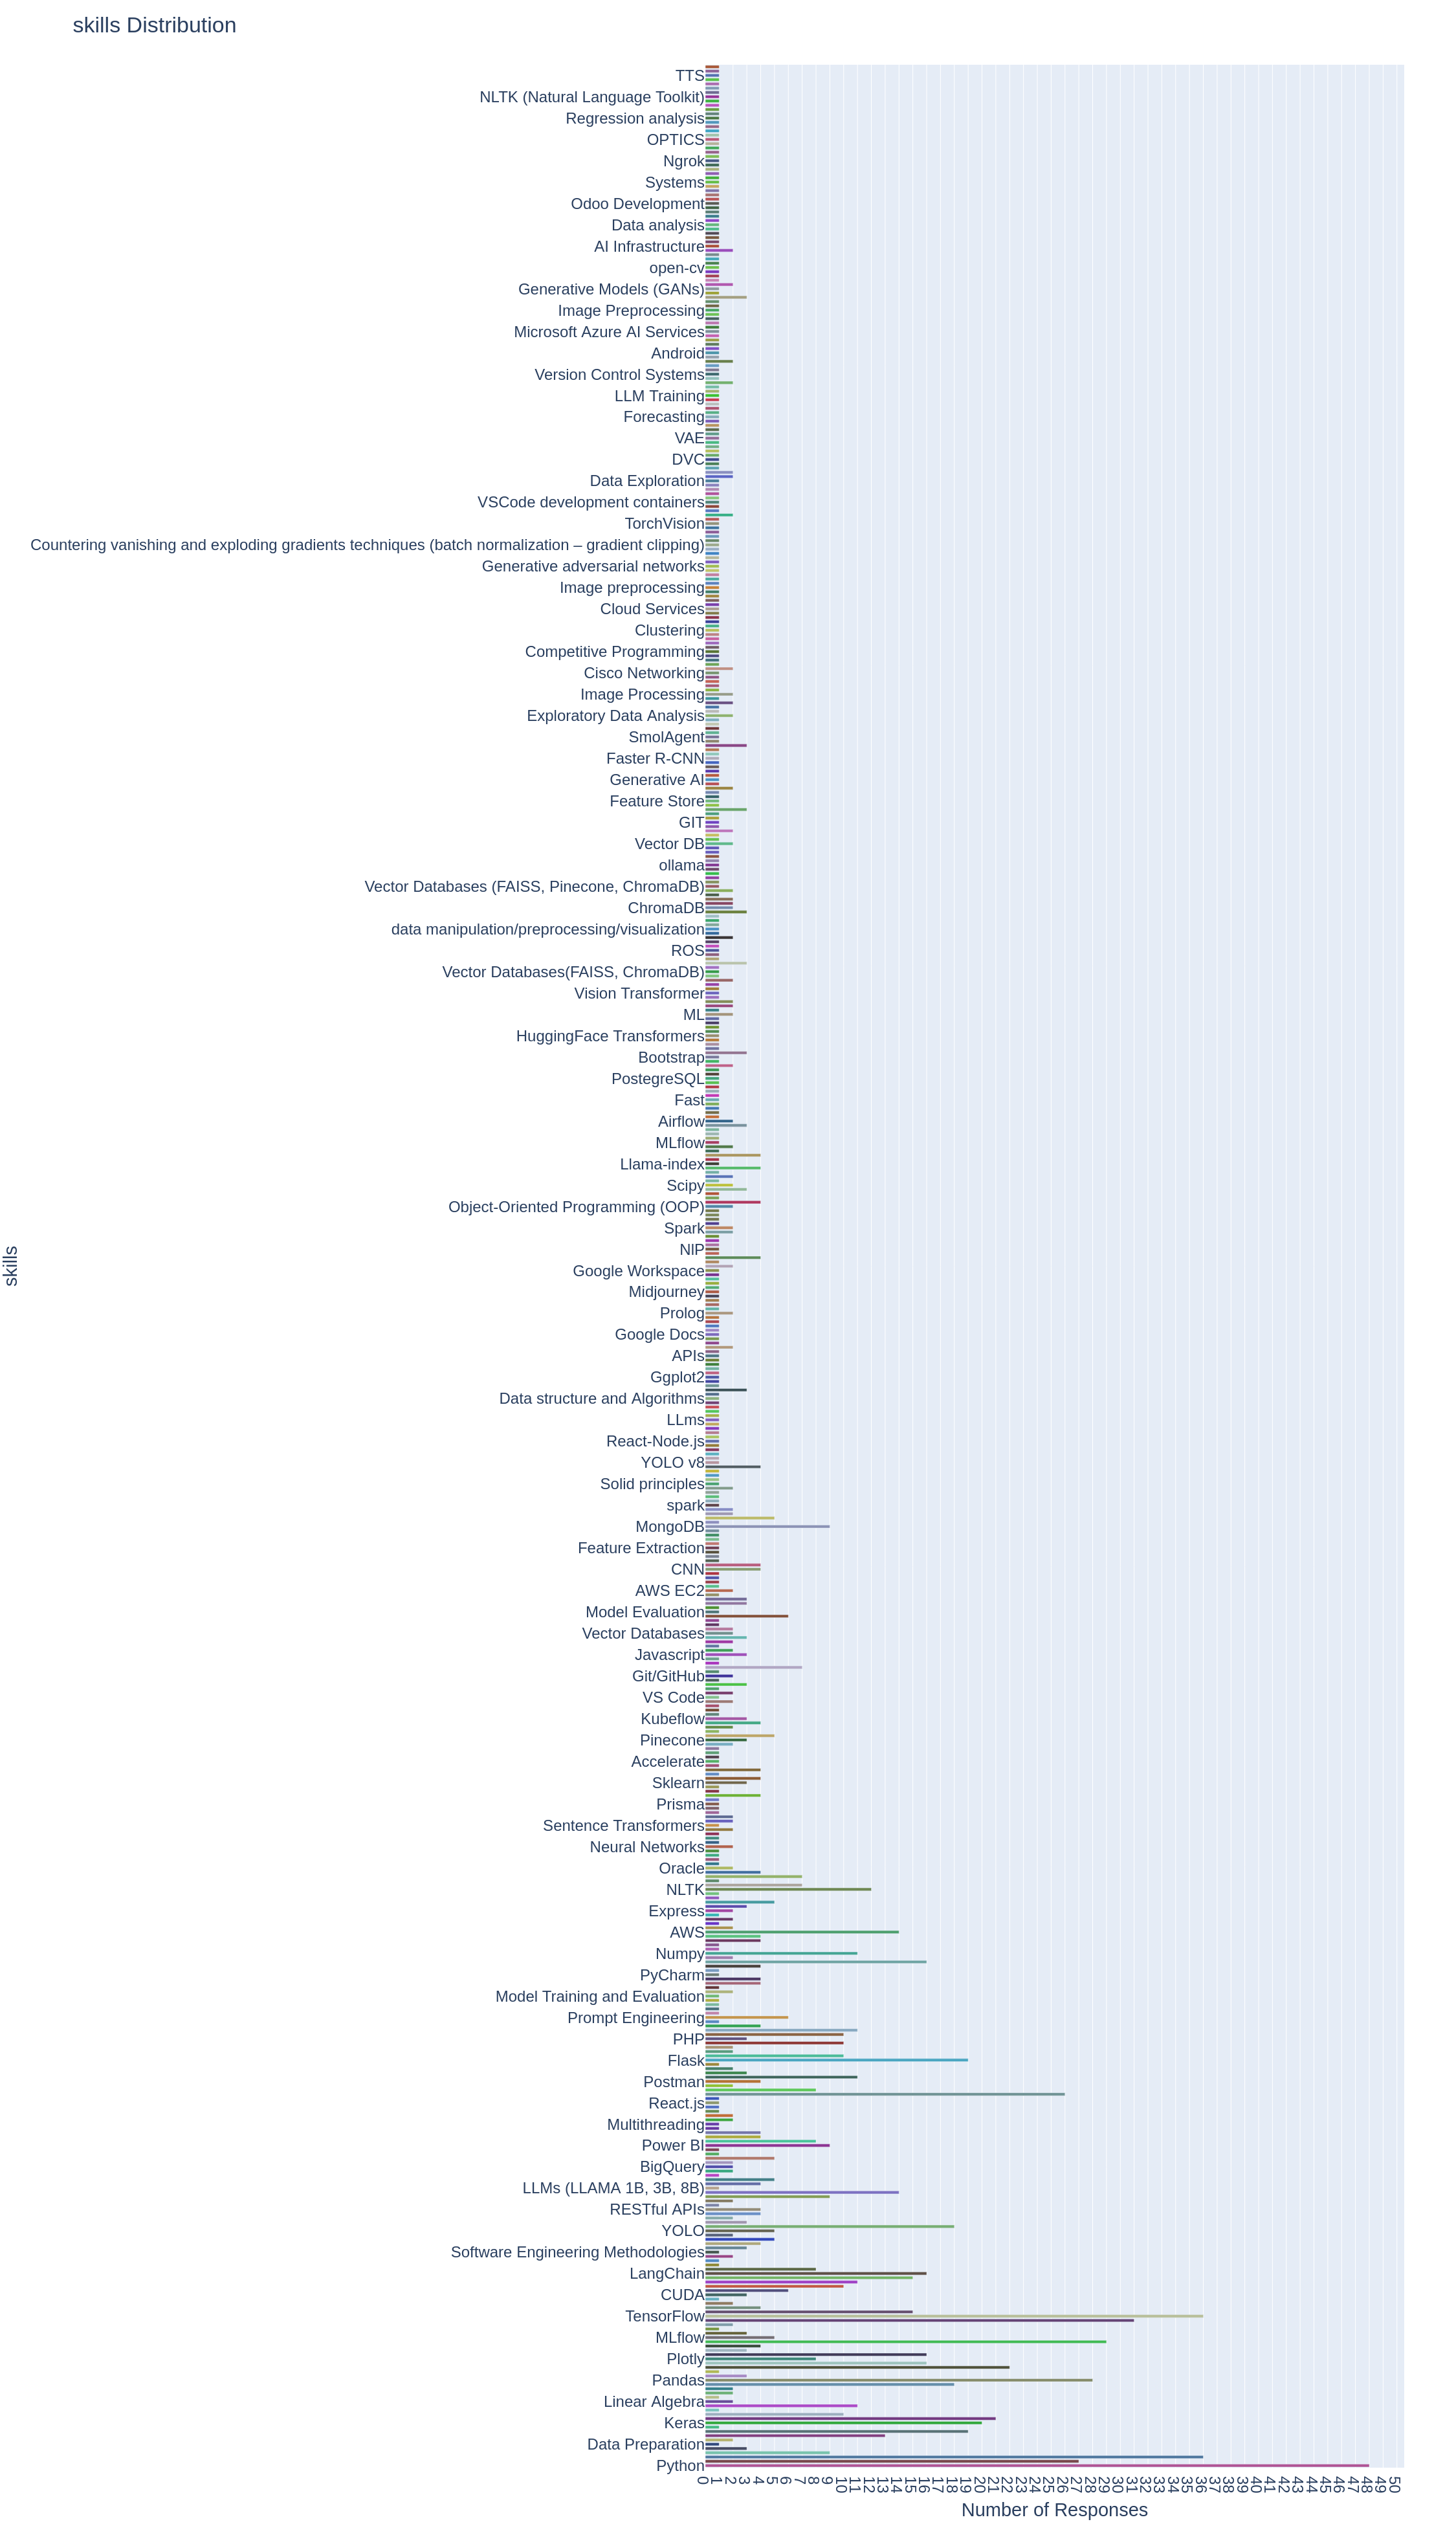 skills Distribution
TTS
NLTK (Natural Language Toolkit)
Regression analysis
OPTICS
Ngrok
Systems
Odoo Development
Data analysis
AI Infrastructure
open-cv
Generative Models (GANs)
Image Preprocessing
Microsoft Azure AI Services
Android
Version Control Systems
LLM Training
Forecasting
VAE
DVC
Data Exploration
VSCode development containers
TorchVision
Countering vanishing and exploding gradients techniques (batch normalization – gradient clipping)
Generative adversarial networks
Image preprocessing
Cloud Services
Clustering
Competitive Programming
Cisco Networking
Image Processing
Exploratory Data Analysis
SmolAgent
Faster R-CNN
Generative AI
Feature Store
GIT
Vector DB
ollama
Vector Databases (FAISS, Pinecone, ChromaDB)
ChromaDB
data manipulation/preprocessing/visualization
ROS
Vector Databases(FAISS, ChromaDB)
Vision Transformer
ML
HuggingFace Transformers
Bootstrap
PostegreSQL
Fast
Airflow
MLflow
Llama-index
Scipy
Object-Oriented Programming (OOP)
Spark
NlP
Google Workspace
Midjourney
Prolog
Google Docs
APIs
Ggplot2
Data structure and Algorithms
LLms
React-Node.js
YOLO v8
Solid principles
spark
MongoDB
Feature Extraction
CNN
AWS EC2
Model Evaluation
Vector Databases
Javascript
Git/GitHub
VS Code
Kubeflow
Pinecone
Accelerate
Sklearn
Prisma
Sentence Transformers
Neural Networks
Oracle
NLTK
Express
AWS
Numpy
PyCharm
Model Training and Evaluation
Prompt Engineering
PHP
Flask
Postman
React.js
Multithreading
Power BI
BigQuery
LLMs (LLAMA 1B, 3B, 8B)
RESTful APIs
YOLO
Software Engineering Methodologies
LangChain
CUDA
TensorFlow
MLflow
Plotly
Pandas
Linear Algebra
Keras
Data Preparation
Python
skills
0 1 2 3 4 5 6 7 8 9 10 11 12 13 14 15 16 17 18 19 20 21 22 23 24 25 26 27 28 29 30 31 32 33 34 35 36 37 38 39 40 41 42 43 44 45 46 47 48 49 50
Number of Responses